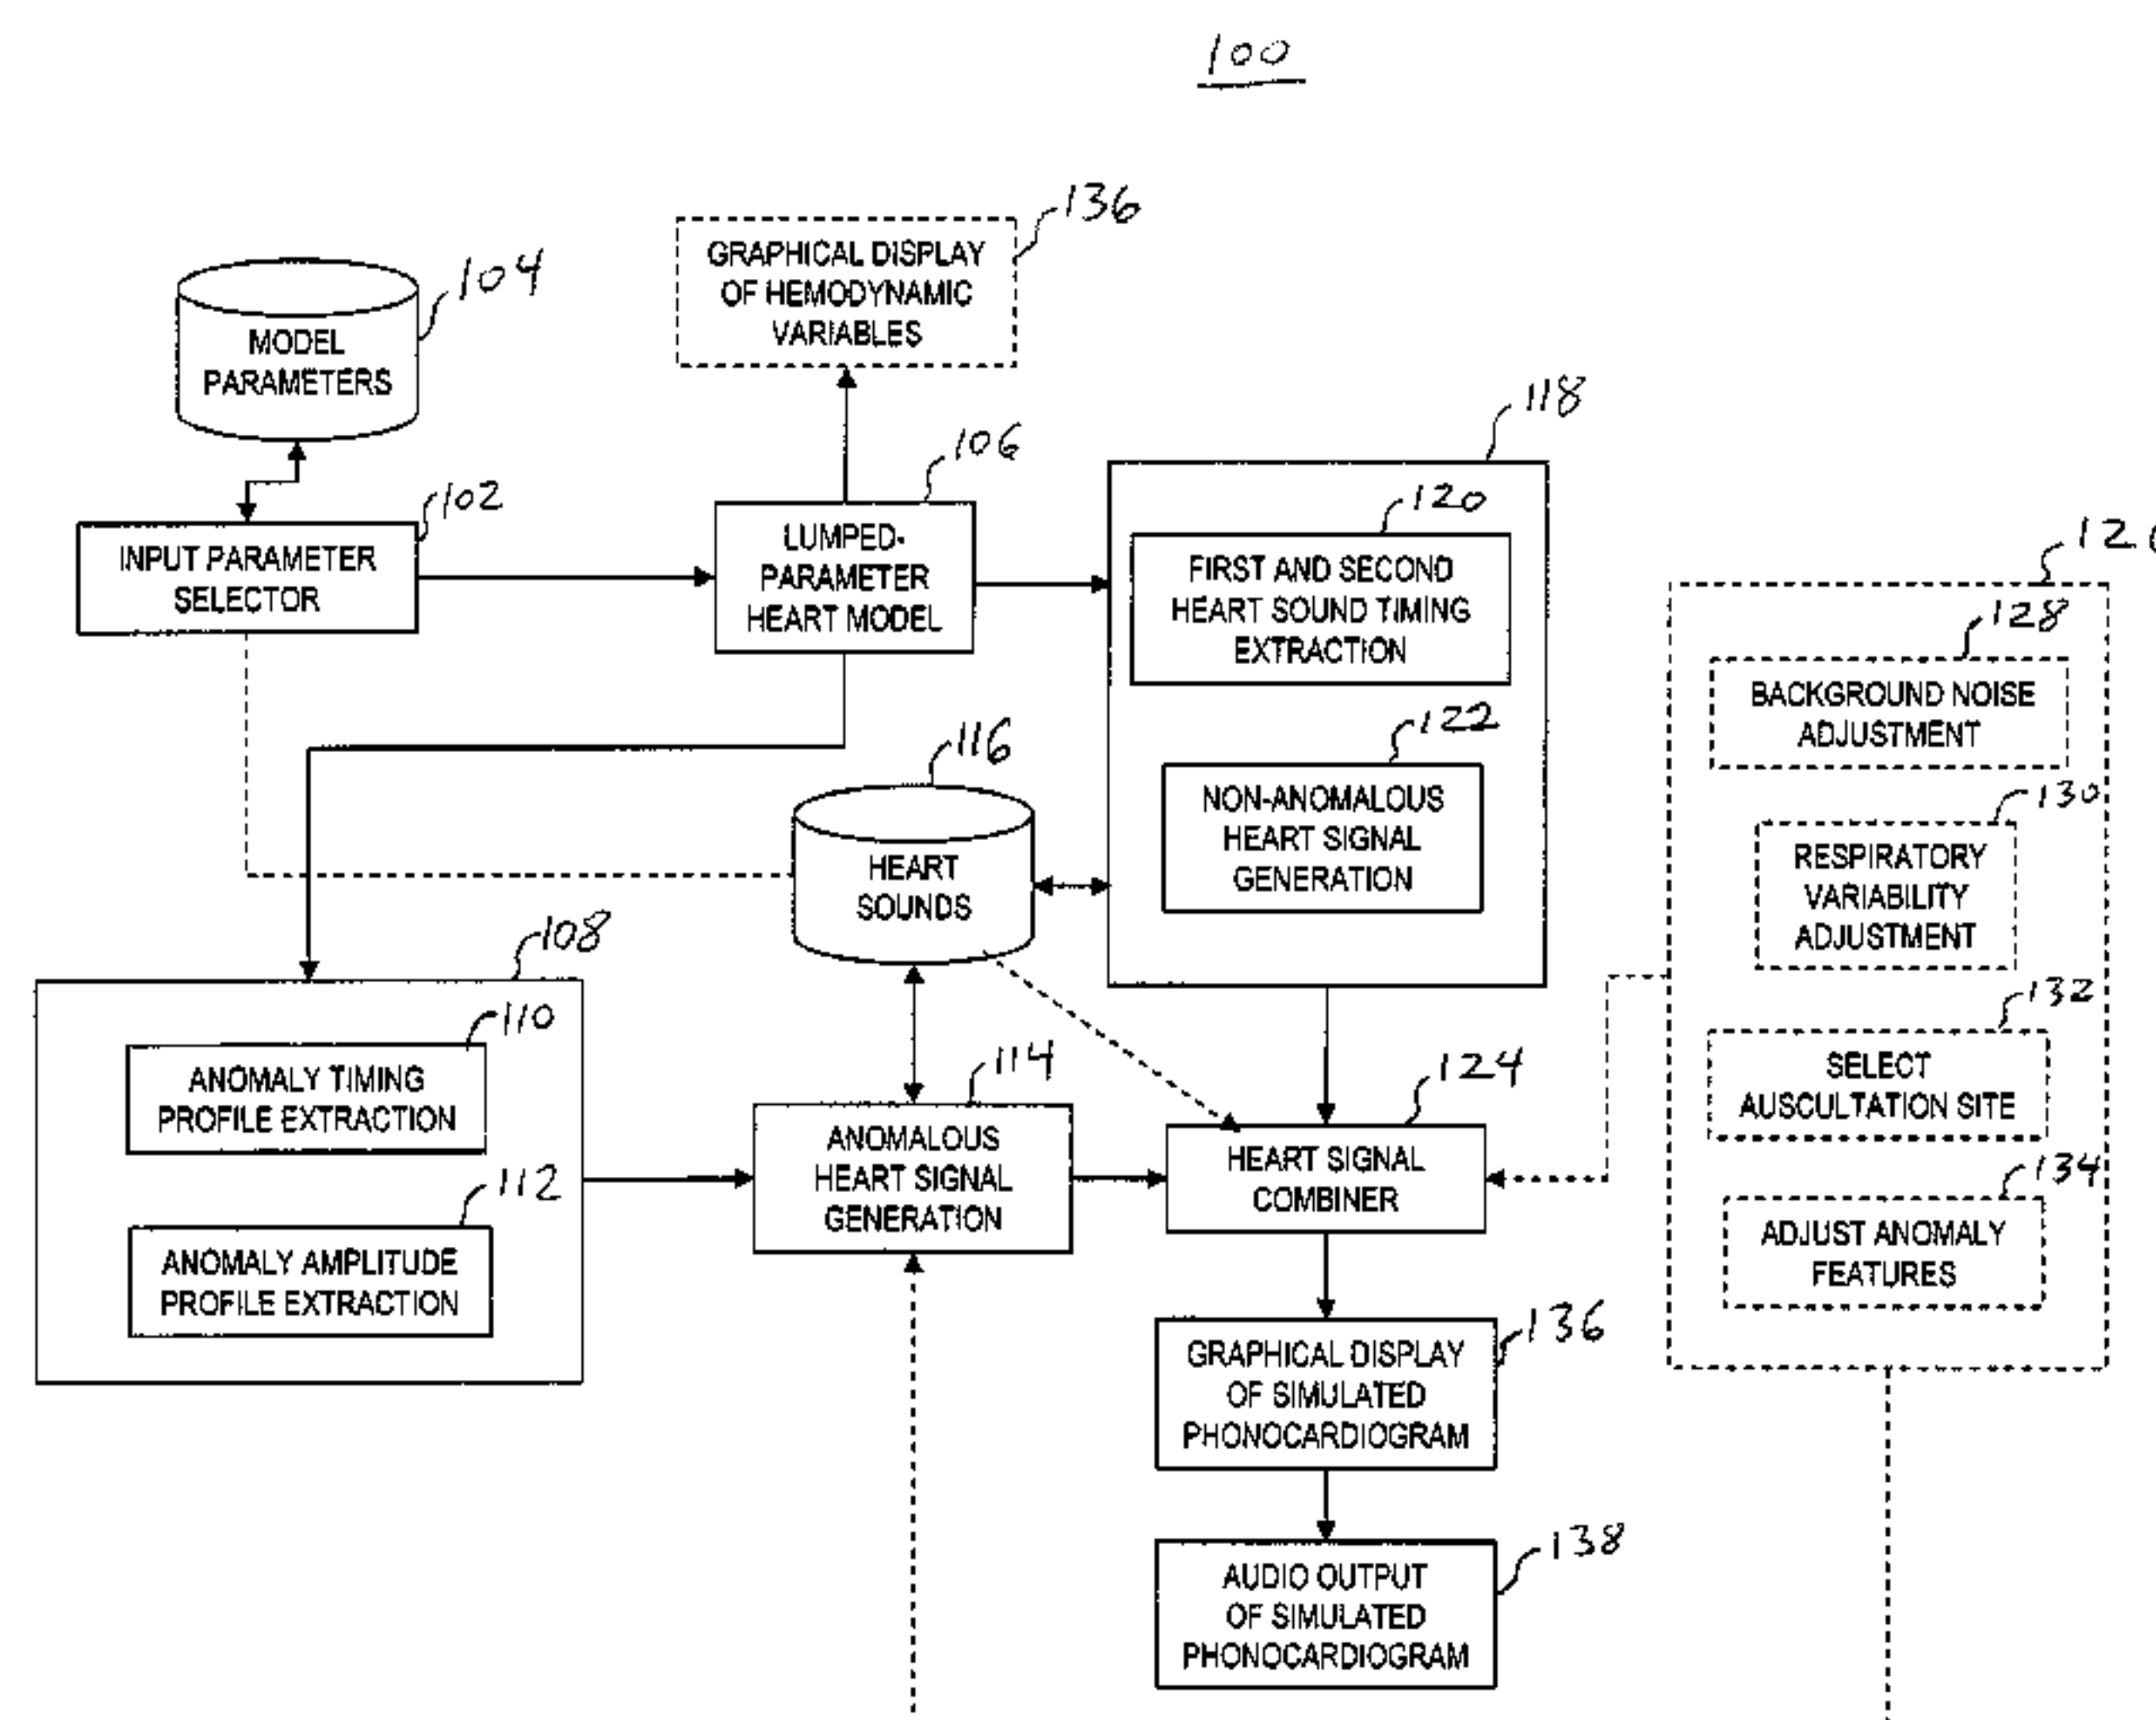 100
136
GRAPHICAL DISPLAY
OF HEMODYNAMIC
VARIABLES
104
MODEL
PARAMETERS
118
106
102
INPUT PARAMETER
SELECTOR
LUMPED-
PARAMETER
HEART MODEL
120
FIRST AND SECOND
HEART SOUND TIMING
EXTRACTION
122
NON-ANOMALOUS
HEART SIGNAL
GENERATION
128
BACKGROUND NOISE
ADJUSTMENT
130
RESPIRATORY
VARIABILITY
ADJUSTMENT
132
SELECT
AUSCULTATION SITE
134
ADJUST ANOMALY
FEATURES
116
HEART
SOUNDS
108
110
ANOMALY TIMING
PROFILE EXTRACTION
112
ANOMALY AMPLITUDE
PROFILE EXTRACTION
114
ANOMALOUS
HEART SIGNAL
GENERATION
124
HEART SIGNAL
COMBINER
136
GRAPHICAL DISPLAY
OF SIMULATED
PHONOCARDIOGRAM
138
AUDIO OUTPUT
OF SIMULATED
PHONOCARDIOGRAM